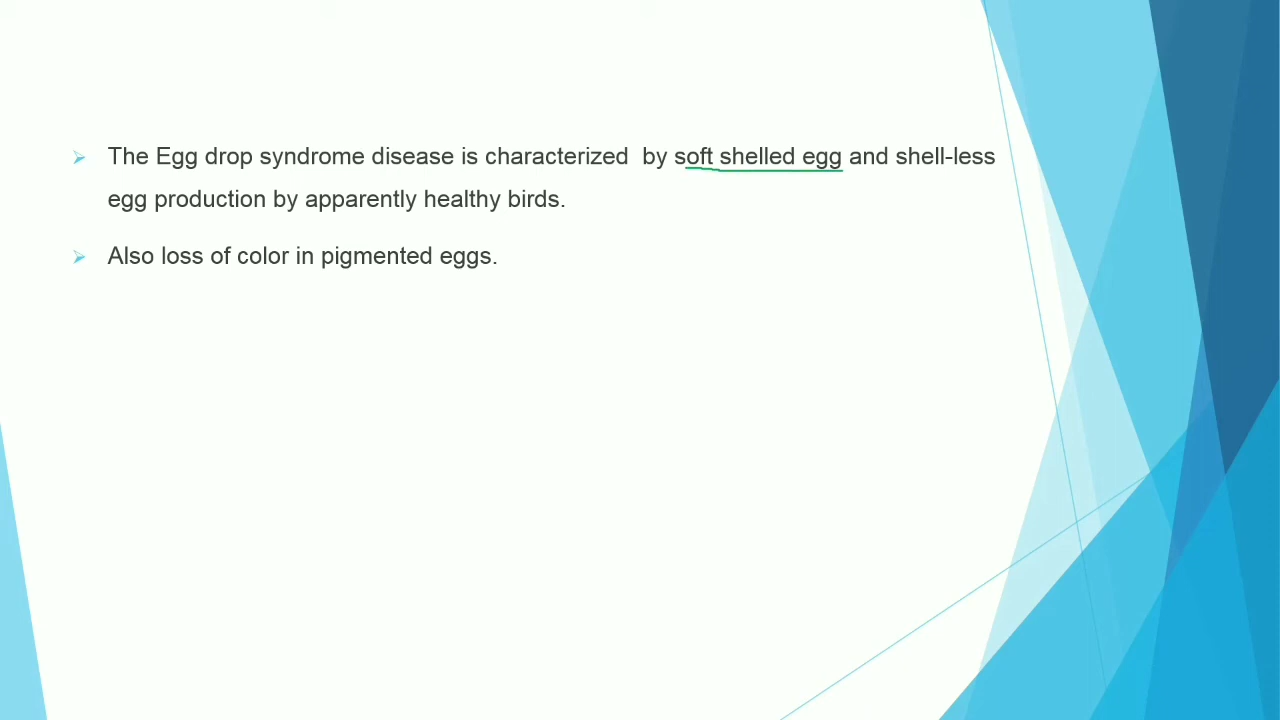 The Egg drop syndrome disease is characterized  by soft shelled egg and shell-less
egg production by apparently healthy birds.
Also loss of color in pigmented eggs.